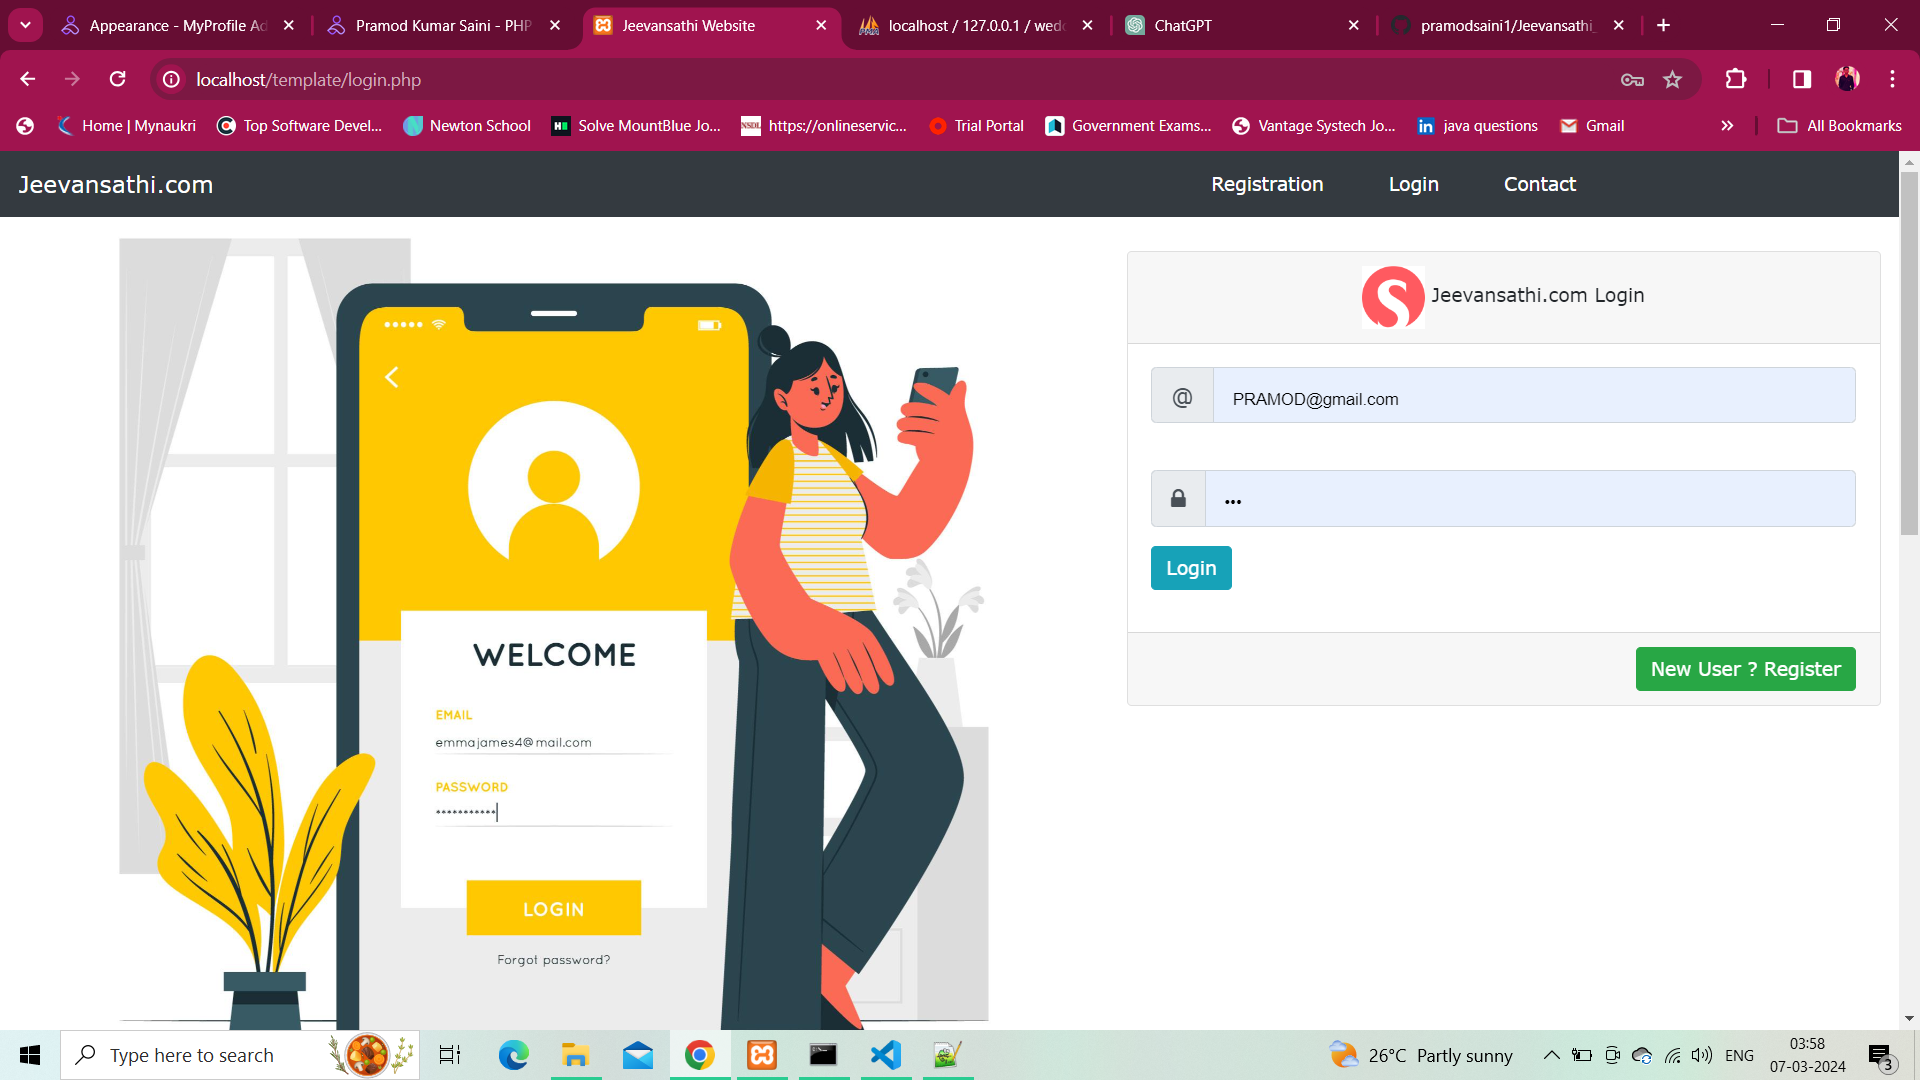 Appearance - MyProfile Ad
Pramod Kumar Saini - PHP
Jeevansathi Website
localhost / 127.0.0.1 / wed
ChatGPT
pramodsaini1/Jeevansathi_
localhost/template/login.php
Home | Mynaukri
Top Software Devel...
Newton School
Solve MountBlue Jo...
NSDL
https://onlineservic...
Trial Portal
Government Exams...
Vantage Systech Jo...
java questions
Gmail
All Bookmarks
Jeevansathi.com
Registration
Login
Contact
Jeevansathi.com Login
@
PRAMOD@gmail.com
•••
Login
New User ? Register
WELCOME
EMAIL
emmajames4@mail.com
PASSWORD
***********
LOGIN
Forgot password?
Type here to search
26°C Partly sunny
ENG
03:58
07-03-2024
3